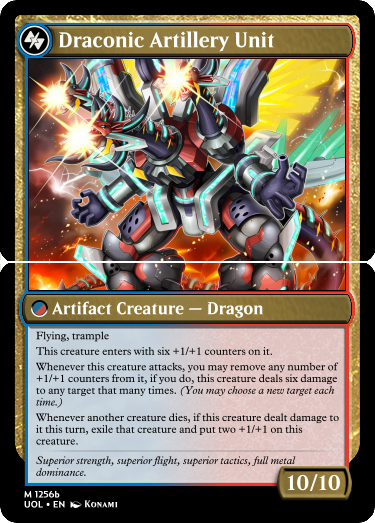 Draconic Artillery Unit
Artifact Creature — Dragon
Flying, trample
This creature enters with six +1/+1 counters on it.
Whenever this creature attacks, you may remove any number of
+1/+1 counters from it, if you do, this creature deals six damage
to any target that many times. (You may choose a new target each
time.)
Whenever another creature dies, if this creature dealt damage to
it this turn, exile that creature and put two +1/+1 on this
creature.
Superior strength, superior flight, superior tactics, full metal
dominance.
10/10
M 1256b
UOL • EN Konami